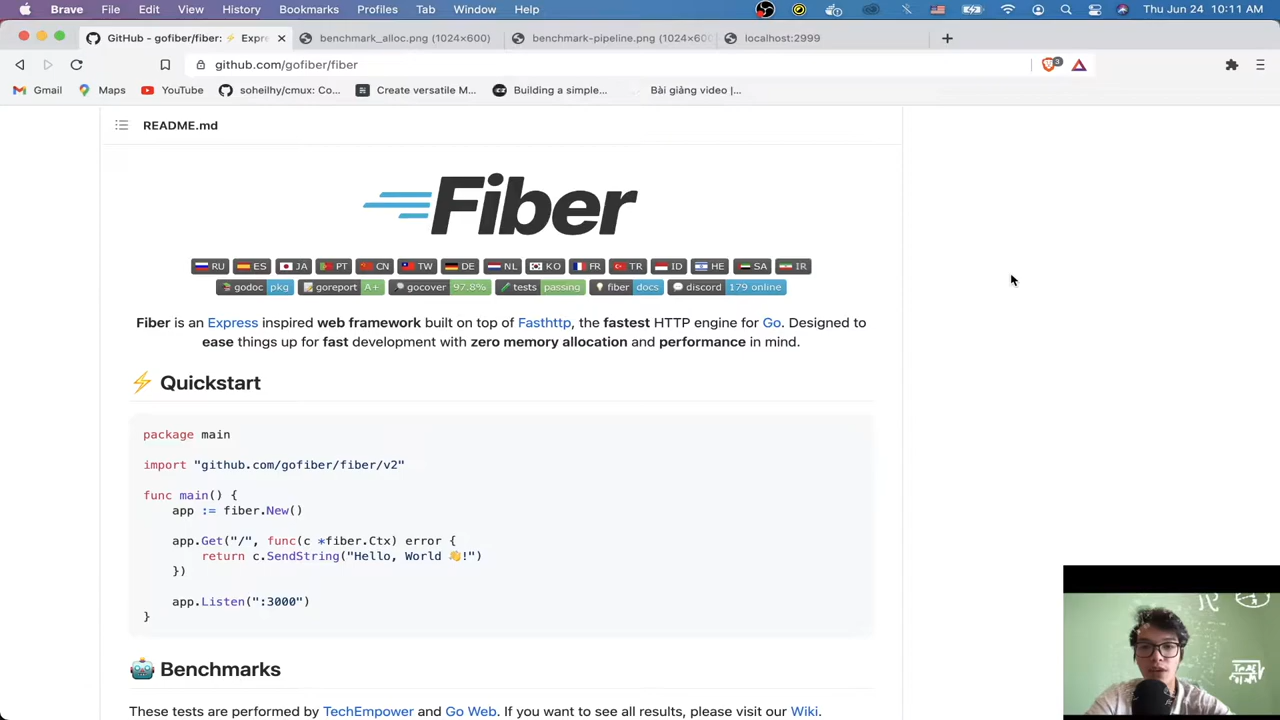 Brave File Edit View History Bookmarks Profiles Tab Window Help Thu Jun 24 10:11 AM
GitHub - gofiber/fiber: ⚡ Expre benchmark_alloc.png (1024×600) benchmark-pipeline.png (1024×600 localhost:2999
github.com/gofiber/fiber 3
Gmail Maps YouTube soheilhy/cmux: Co... Create versatile M... Building a simple... Bài giảng video |...
README.md
Fiber
RU ES JA PT CN TW DE NL KO FR TR ID HE SA IR
godoc pkg goreport A+ gocover 97.8% tests passing fiber docs discord 179 online
Fiber is an Express inspired web framework built on top of Fasthttp, the fastest HTTP engine for Go. Designed to
ease things up for fast development with zero memory allocation and performance in mind.
⚡ Quickstart
package main
import "github.com/gofiber/fiber/v2"
func main() {
app := fiber.New()
app.Get("/", func(c *fiber.Ctx) error {
return c.SendString("Hello, World 👋!")
})
app.Listen(":3000")
}
🤖 Benchmarks
These tests are performed by TechEmpower and Go Web. If you want to see all results, please visit our Wiki.